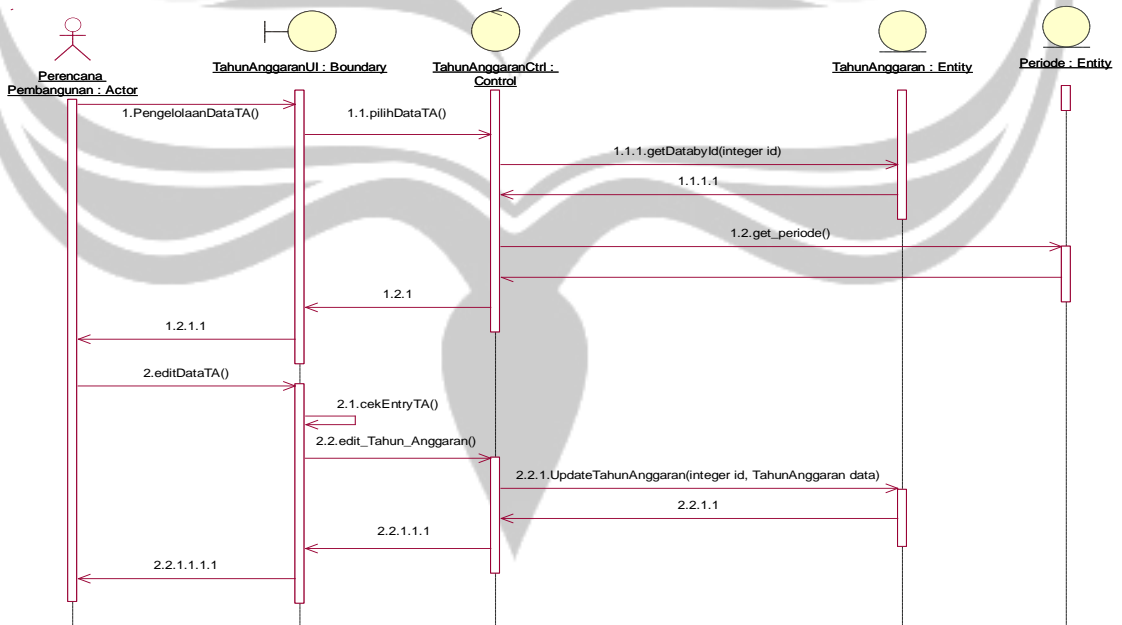 Perencana
Pembangunan : Actor
TahunAnggaranUI : Boundary
TahunAnggaranCtrl :
Control
TahunAnggaran : Entity
Periode : Entity
1.PengelolaanDataTA()
1.1.pilihDataTA()
1.1.1.getDatabyId(integer id)
1.1.1.1
1.2.get_periode()
1.2.1
1.2.1.1
2.editDataTA()
2.1.cekEntryTA()
2.2.edit_Tahun_Anggaran()
2.2.1.UpdateTahunAnggaran(integer id, TahunAnggaran data)
2.2.1.1
2.2.1.1.1
2.2.1.1.1.1